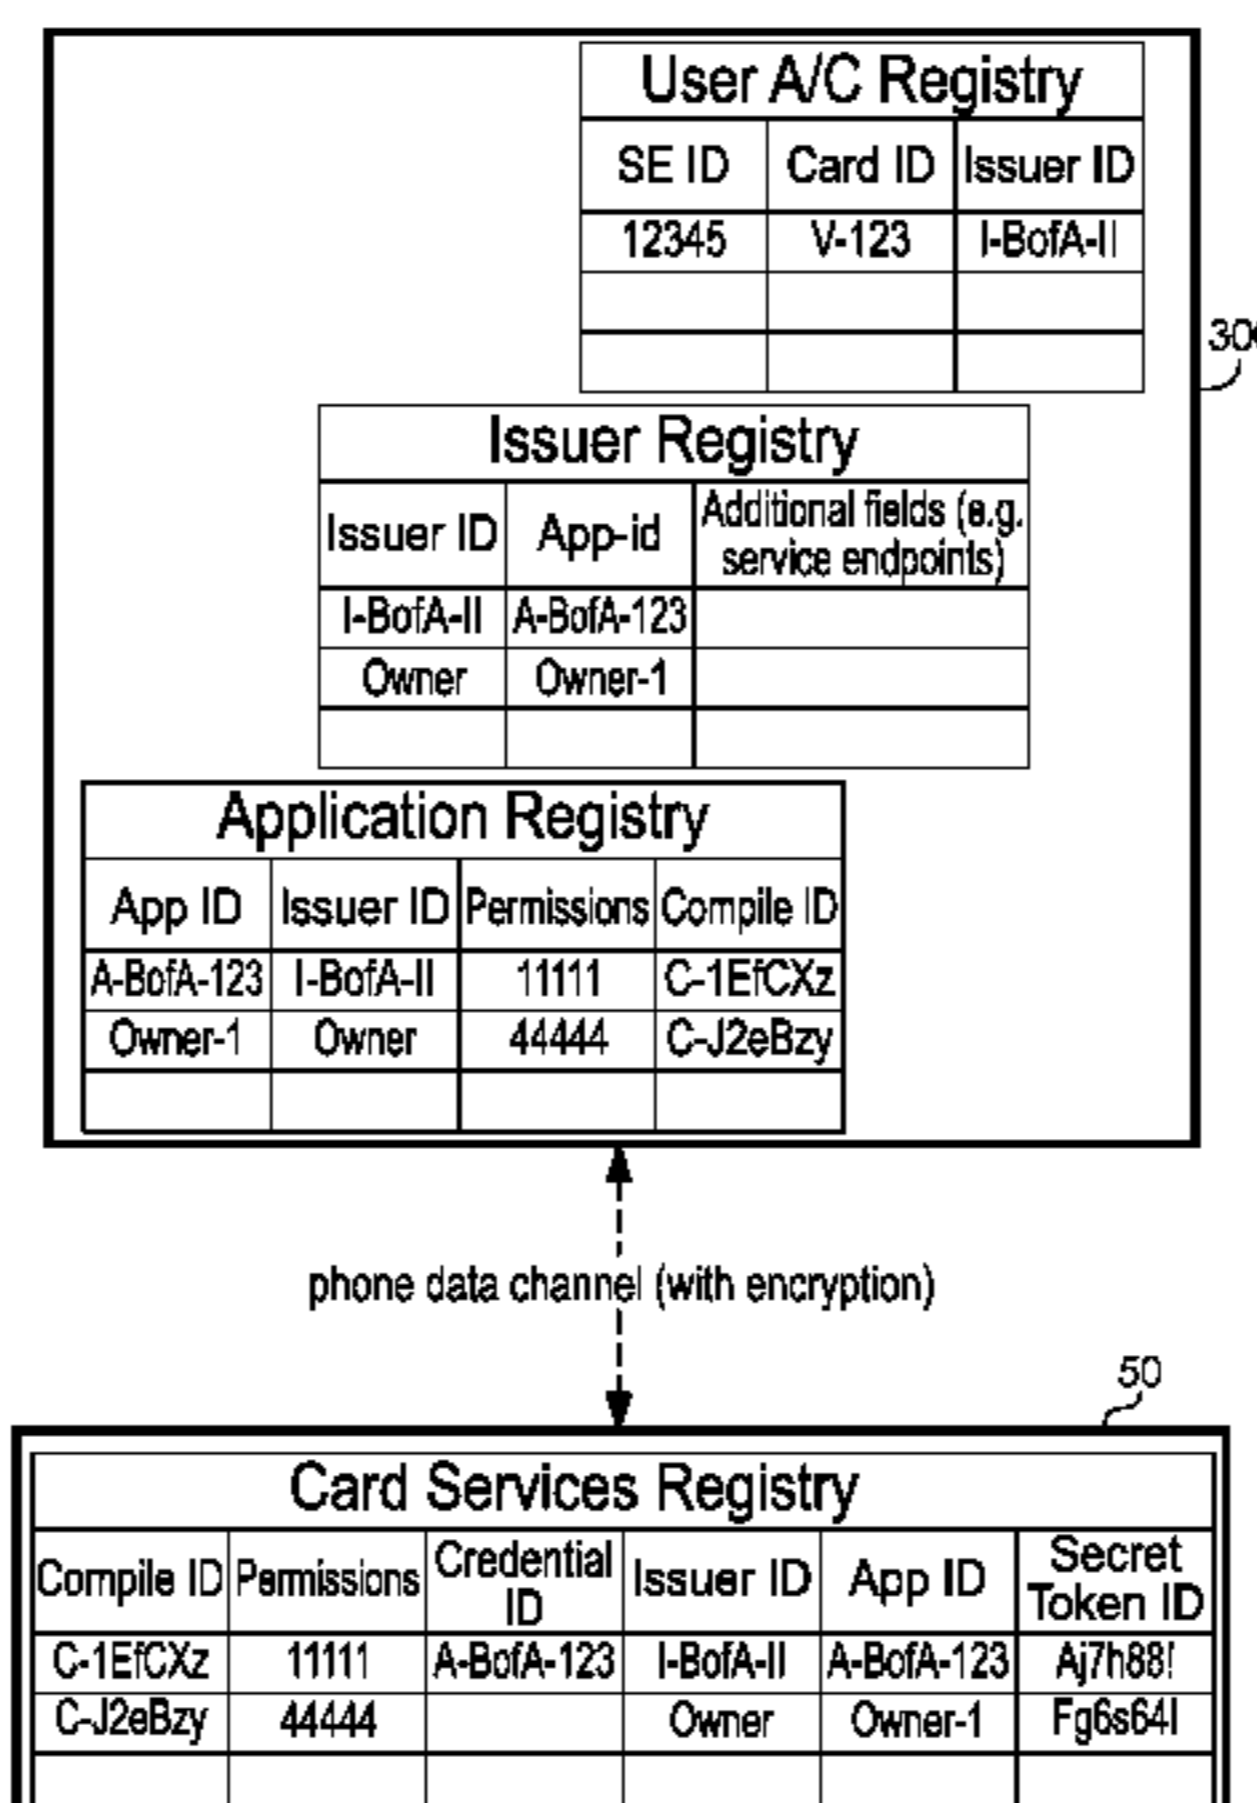 User A/C Registry
SE ID Card ID Issuer ID
12345 V-123 I-BofA-II
Issuer Registry
Issuer ID App-id Additional fields (e.g. service endpoints)
I-BofA-II A-BofA-123
Owner Owner-1
Application Registry
App ID Issuer ID Permissions Compile ID
A-BofA-123 I-BofA-II 11111 C-1EfCXz
Owner-1 Owner 44444 C-J2eBzy
phone data channel (with encryption)
50
Card Services Registry
Compile ID Permissions Credential ID Issuer ID App ID Secret Token ID
C-1EfCXz 11111 A-BofA-123 I-BofA-II A-BofA-123
C-J2eBzy 44444 Owner Owner-1